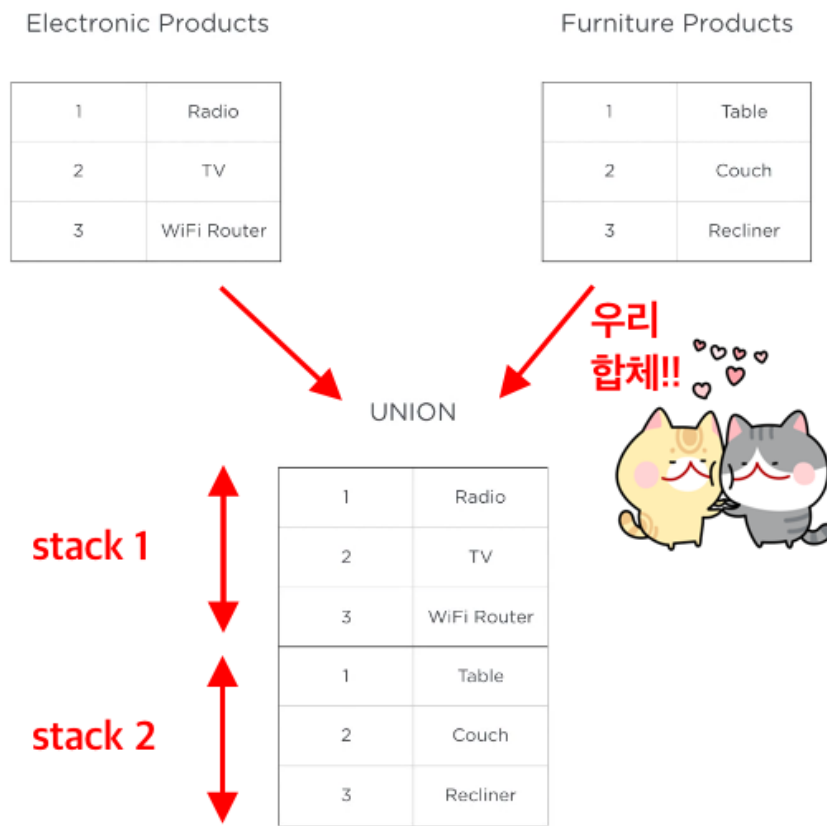 Electronic Products
Furniture Products
1 Radio
2 TV
3 WiFi Router
1 Table
2 Couch
3 Recliner
우리
합체!!
UNION
stack 1
1 Radio
2 TV
3 WiFi Router
stack 2
1 Table
2 Couch
3 Recliner